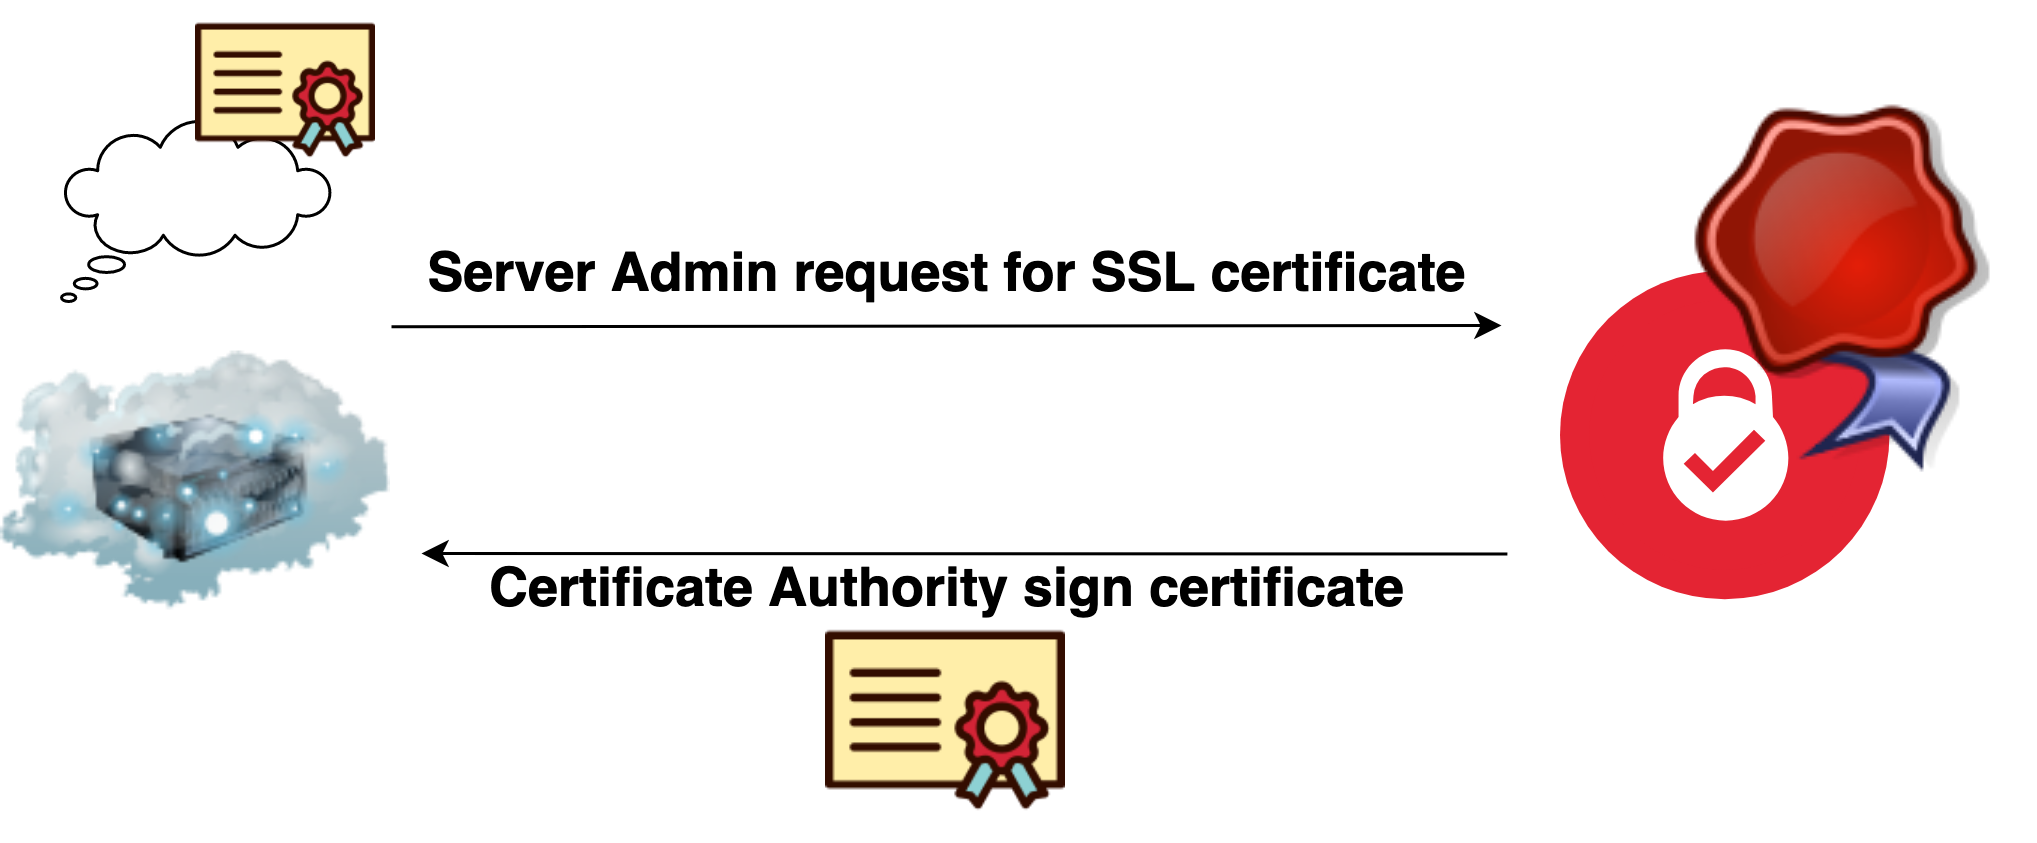 Server Admin request for SSL certificate
Certificate Authority sign certificate